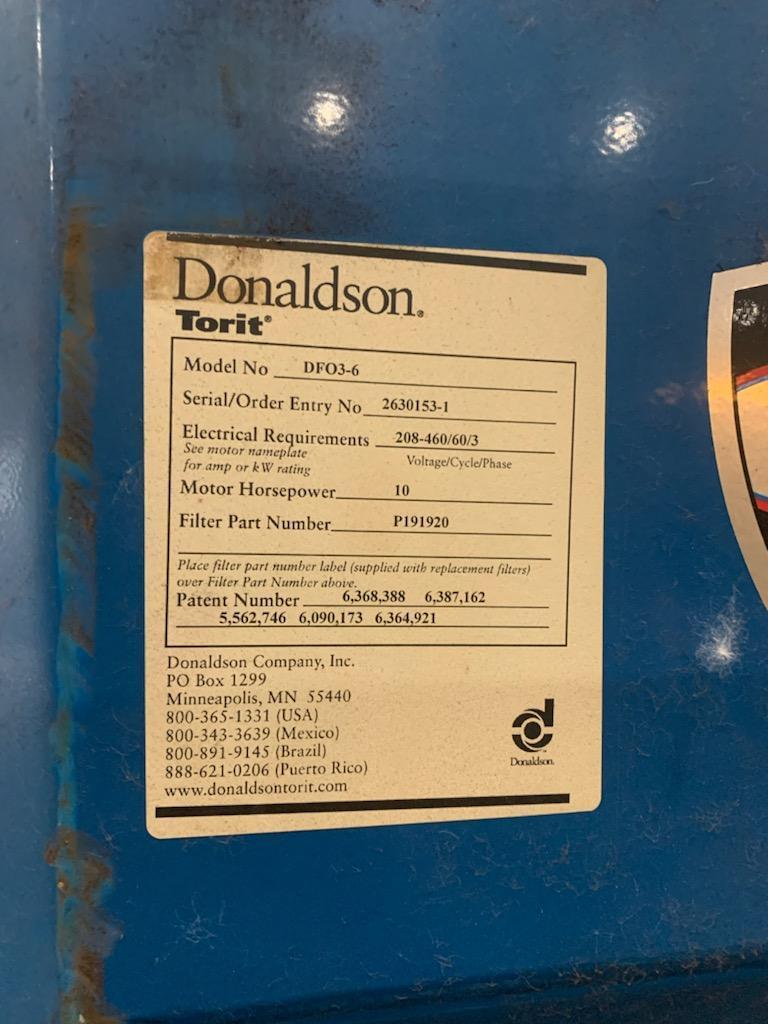 Donaldson®
Torit®
Model No DFO3-6
Serial/Order Entry No 2630153-1
Electrical Requirements 208-460/60/3
See motor nameplate
for amp or kW rating Voltage/Cycle/Phase
Motor Horsepower 10
Filter Part Number P191920
Place filter part number label (supplied with replacement filters)
over Filter Part Number above.
Patent Number 6,368,388 6,387,162
5,562,746 6,090,173 6,364,921
Donaldson Company, Inc.
PO Box 1299
Minneapolis, MN 55440
800-365-1331 (USA)
800-343-3639 (Mexico)
800-891-9145 (Brazil)
888-621-0206 (Puerto Rico)
www.donaldsontorit.com
Donaldson.